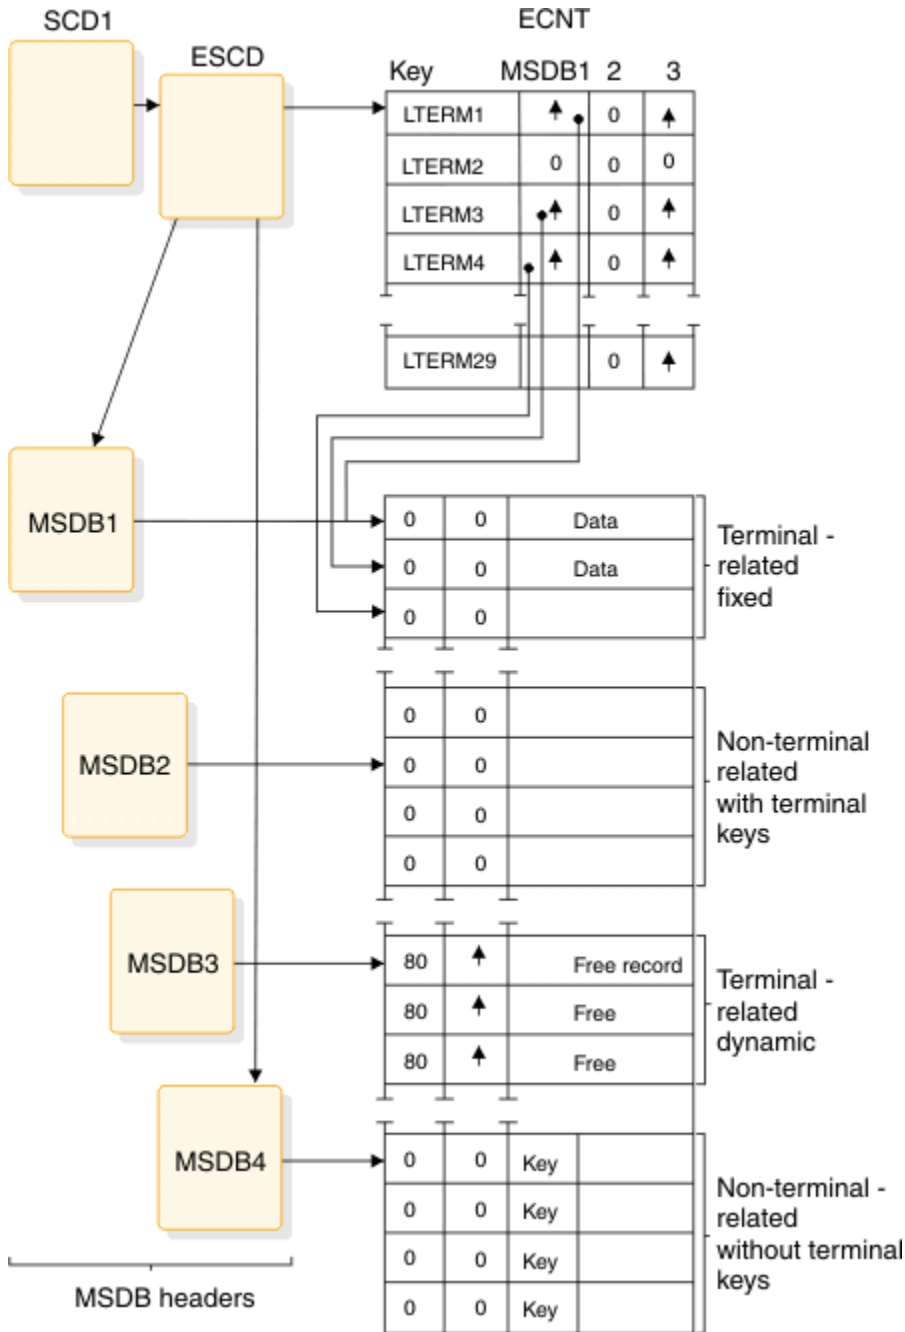 SCD1
ESCD
ECNT
Key MSDB1 2 3
LTERM1 0
LTERM2 0 0 0
LTERM3 0
LTERM4 0
LTERM29 0
MSDB1
0 0 Data
0 0 Data
0 0
Terminal -
related
fixed
MSDB2
0 0
0 0
0 0
0 0
Non-terminal
related
with terminal
keys
MSDB3
80 Free record
80 Free
80 Free
Terminal -
related
dynamic
MSDB4
0 0 Key
0 0 Key
0 0 Key
0 0 Key
Non-terminal -
related
without terminal
keys
MSDB headers